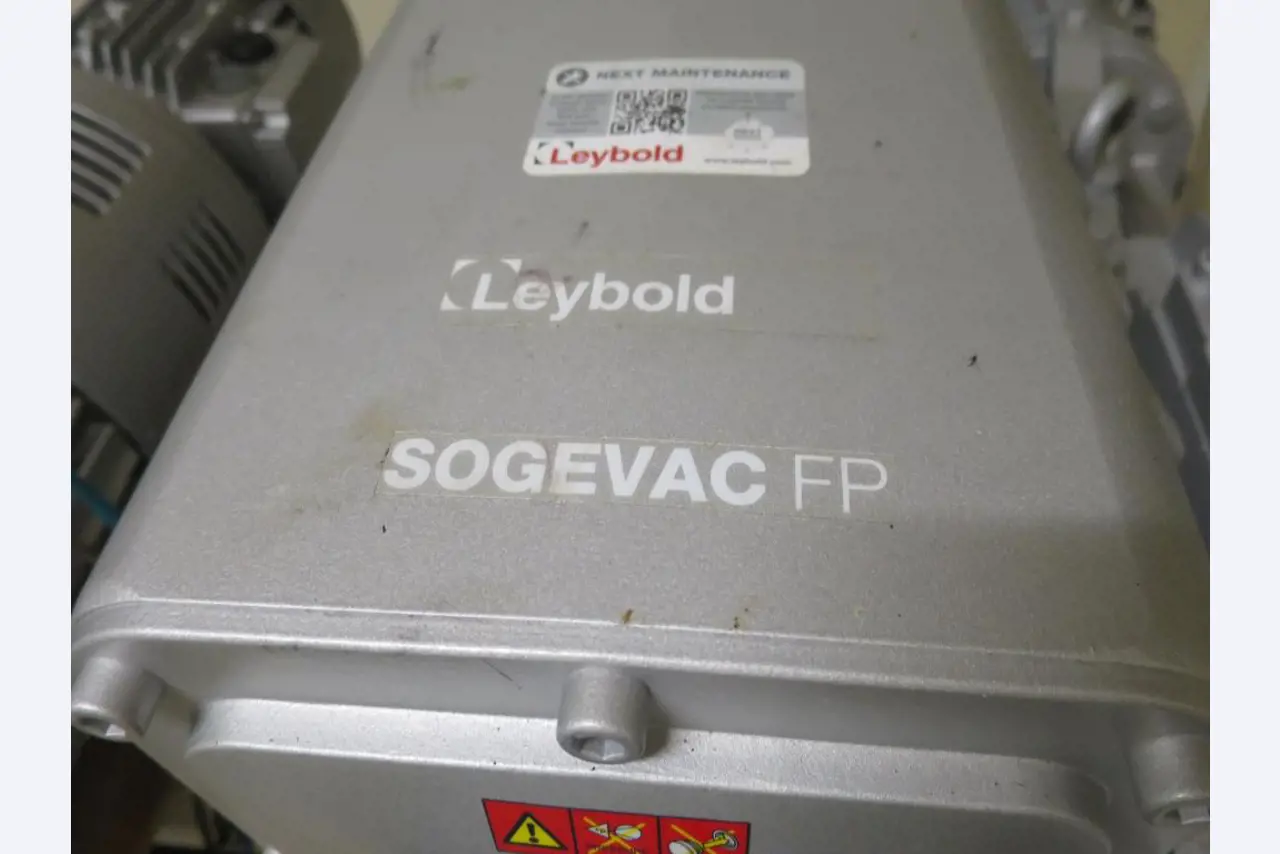 NEXT MAINTENANCE
Leybold
www.leybold.com
Leybold
SOGEVAC FP